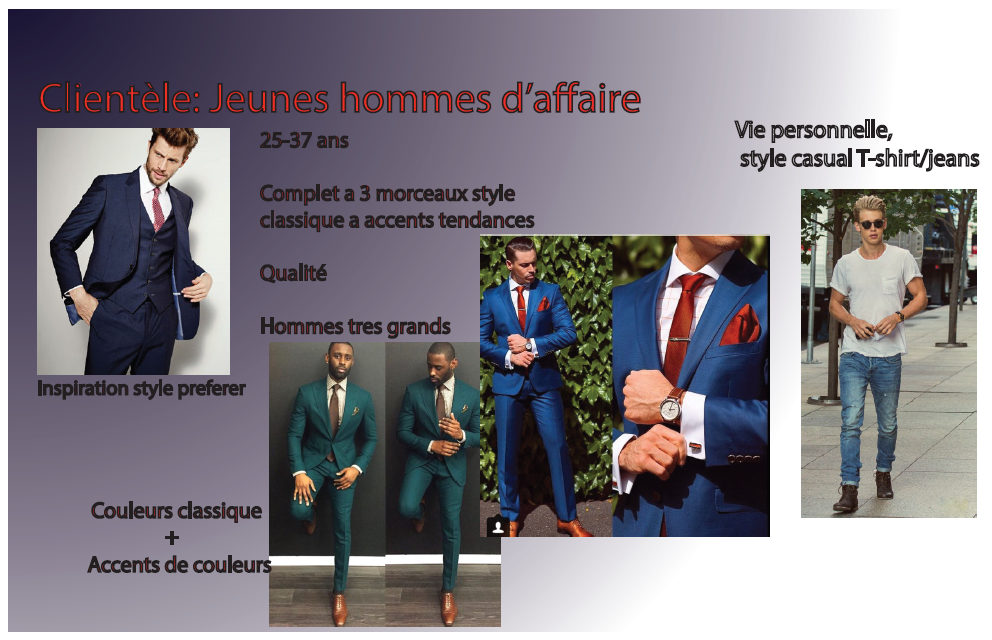 Clientèle: Jeunes hommes d’affaire
25-37 ans
Complet a 3 morceaux style
classique a accents tendances
Qualité
Hommes tres grands
Inspiration style preferer
Couleurs classique
+
Accents de couleurs
Vie personnelle,
style casual T-shirt/jeans